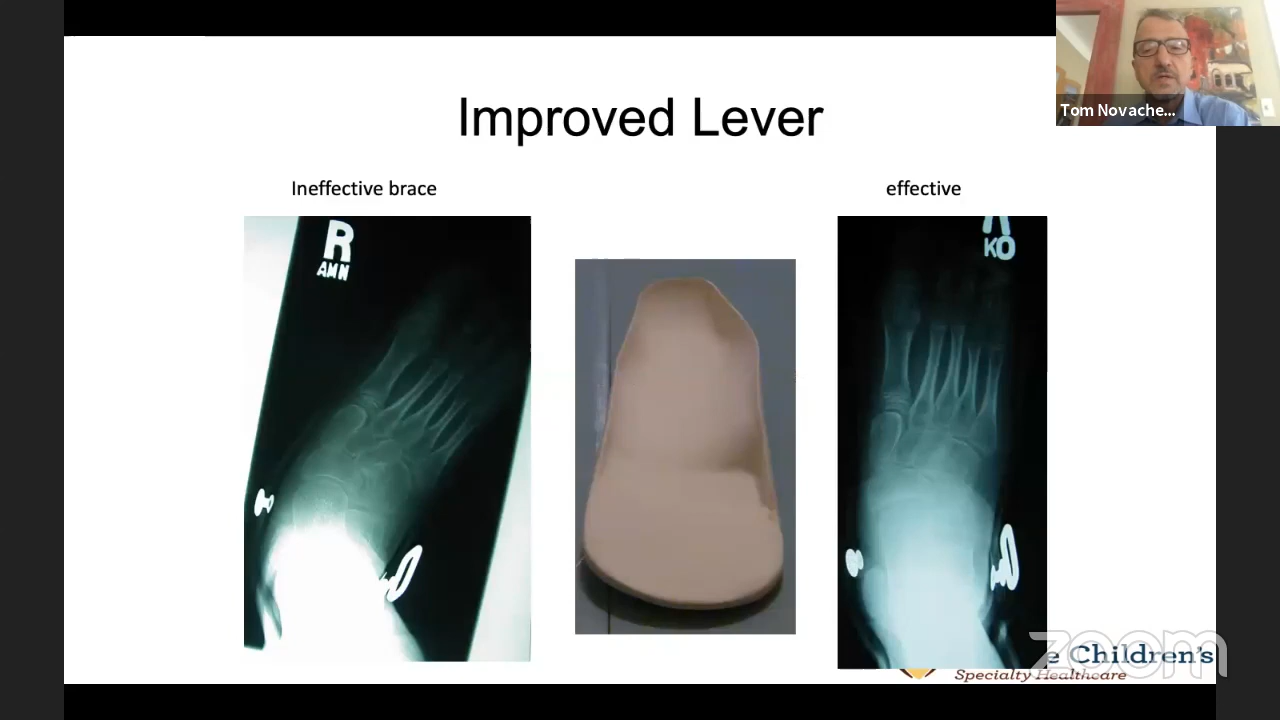 Improved Lever
Tom Novache...
Ineffective brace
effective
R
AMN
KO
e Children's
Specialty Healthcare
zoom